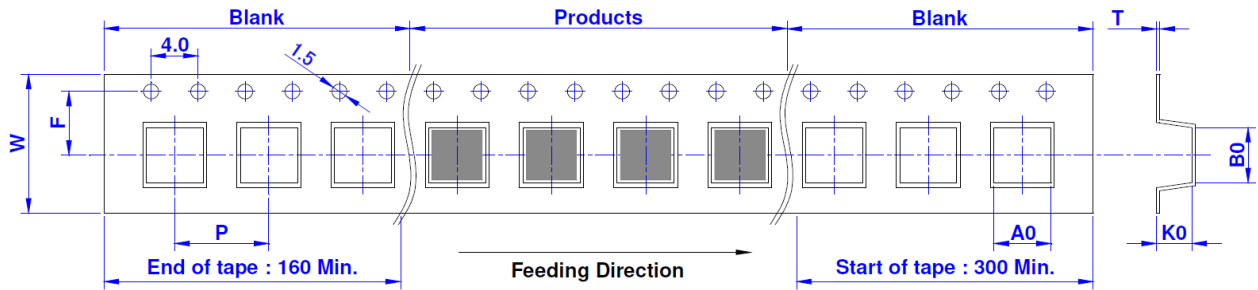 Blank
Products
Blank
T
4.0
1.5
F
W
B0
P
A0
K0
End of tape : 160 Min.
Feeding Direction
Start of tape : 300 Min.